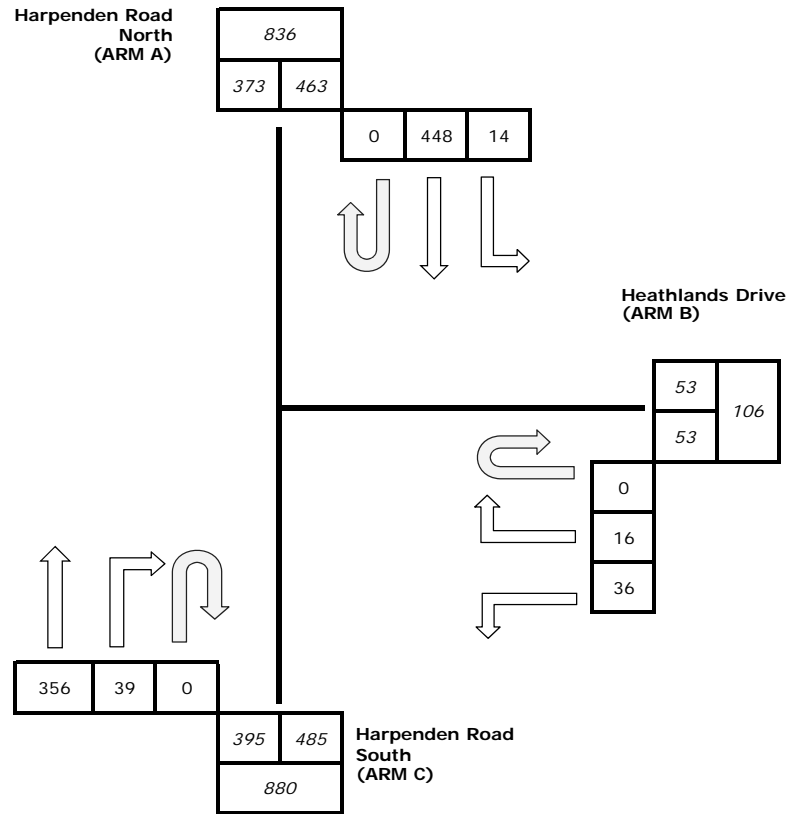 Harpenden Road
North
(ARM A)
836
373 463
0 448 14
Heathlands Drive
(ARM B)
53
106
53
0
16
36
356 39 0
395 485
Harpenden Road
South
(ARM C)
880